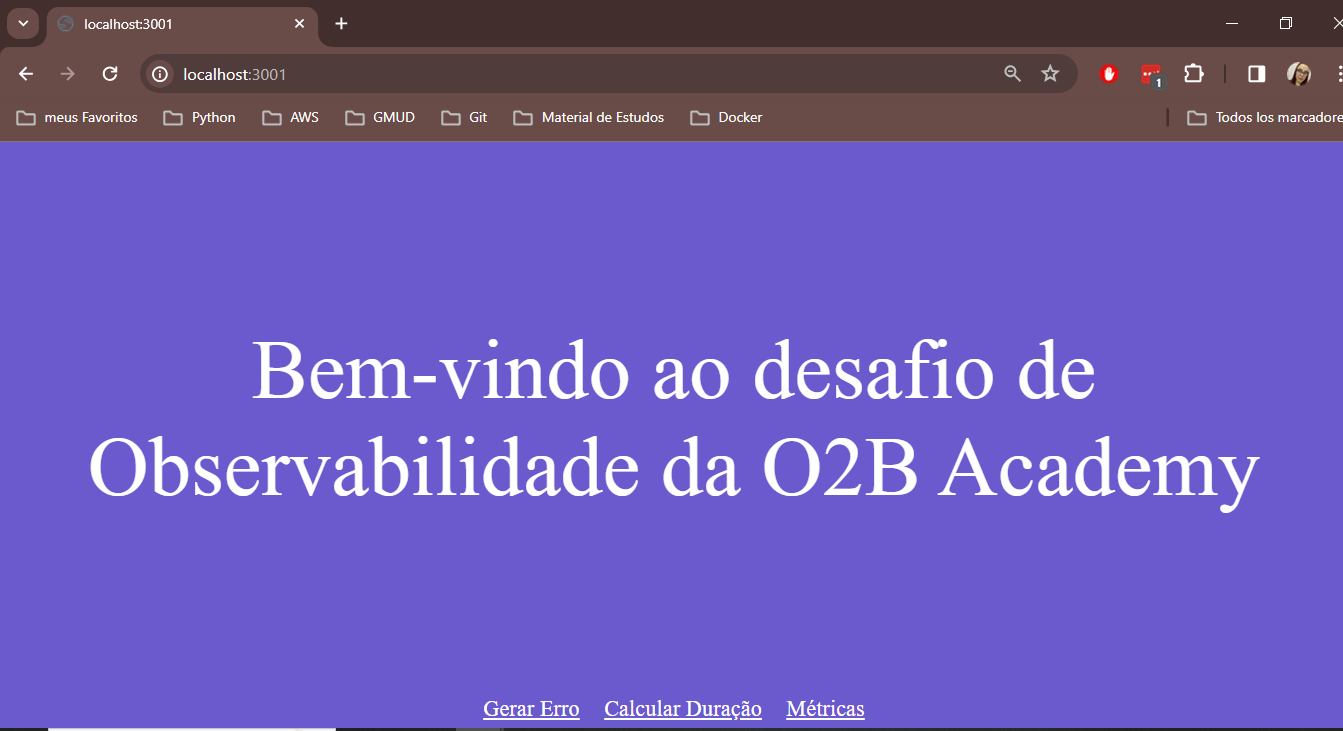 localhost:3001
localhost:3001
1
meus Favoritos
Python
AWS
GMUD
Git
Material de Estudos
Docker
Todos los marcadore
Bem-vindo ao desafio de
Observabilidade da O2B Academy
Gerar Erro Calcular Duração Métricas